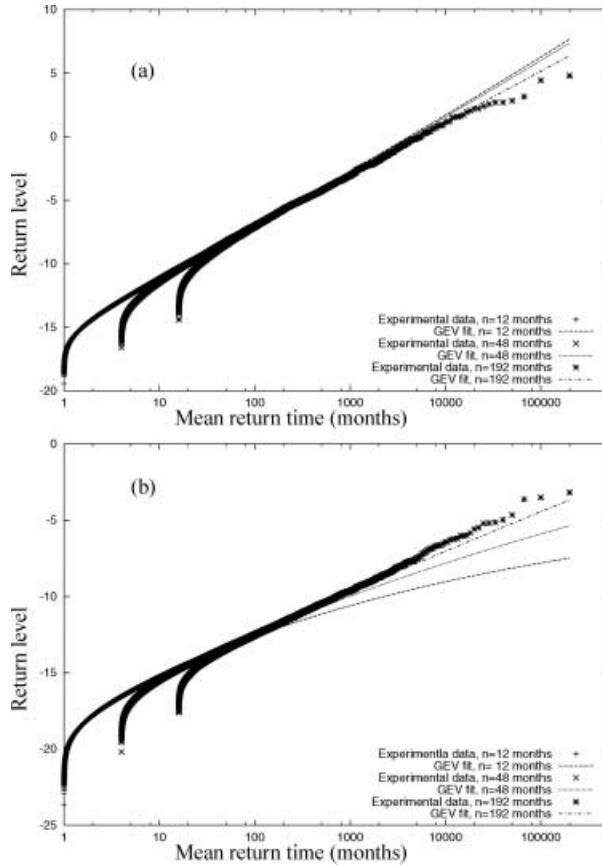 10
5
0
-5
-10
-15
-20
Return level
(a)
Experimental data, n=12 months
GEV fit, n= 12 months
Experimental data, n=48 months
GEV fit, n=48 months
Experimental data, n=192 months
GEV fit, n=192 months
1
10
100
1000
10000
100000
Mean return time (months)
0
-5
-10
-15
-20
-25
Return level
(b)
Experimentla data, n=12 months
GEV fit, n= 12 months
Experimental data, n=48 months
GEV fit, n=48 months
Experimental data, n=192 months
GEV fit, n=192 months
1
10
100
1000
10000
100000
Mean return time (months)